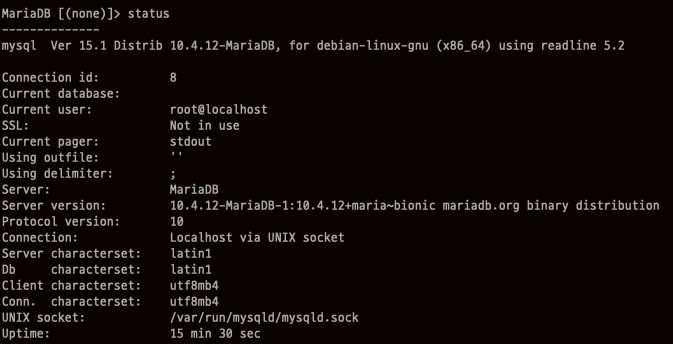 MariaDB [(none)]> status
--------------
mysql  Ver 15.1 Distrib 10.4.12-MariaDB, for debian-linux-gnu (x86_64) using readline 5.2

Connection id:          8
Current database:
Current user:           root@localhost
SSL:                    Not in use
Current pager:          stdout
Using outfile:          ''
Using delimiter:        ;
Server:                 MariaDB
Server version:         10.4.12-MariaDB-1:10.4.12+maria~bionic mariadb.org binary distribution
Protocol version:       10
Connection:             Localhost via UNIX socket
Server characterset:    latin1
Db     characterset:    latin1
Client characterset:    utf8mb4
Conn.  characterset:    utf8mb4
UNIX socket:            /var/run/mysqld/mysqld.sock
Uptime:                 15 min 30 sec